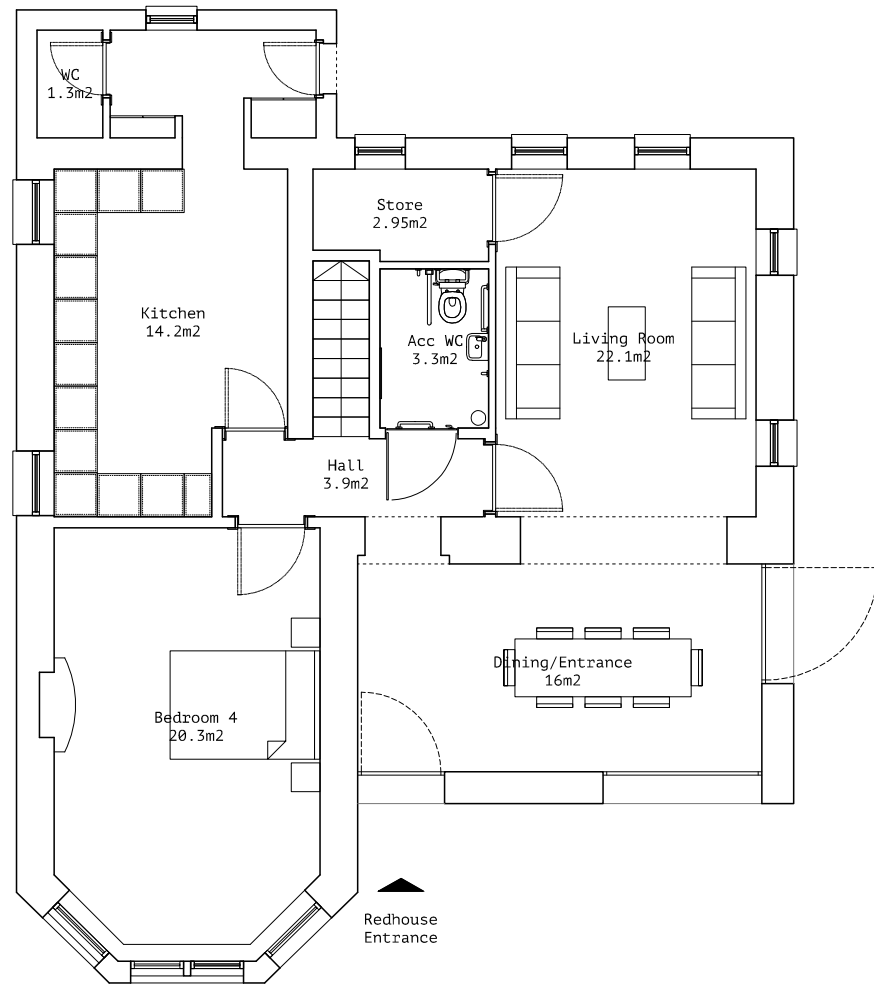 WC
1.3m2
Store
2.95m2
Kitchen
14.2m2
Acc WC
3.3m2
Living Room
22.1m2
Hall
3.9m2
Dining/Entrance
16m2
Bedroom 4
20.3m2
Redhouse
Entrance